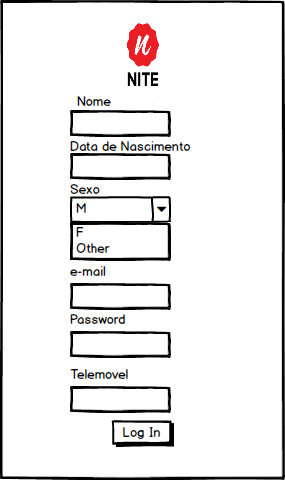 n
NITE
Nome
Data de Nascimento
Sexo
M
F
Other
e-mail
Password
Telemovel
Log In